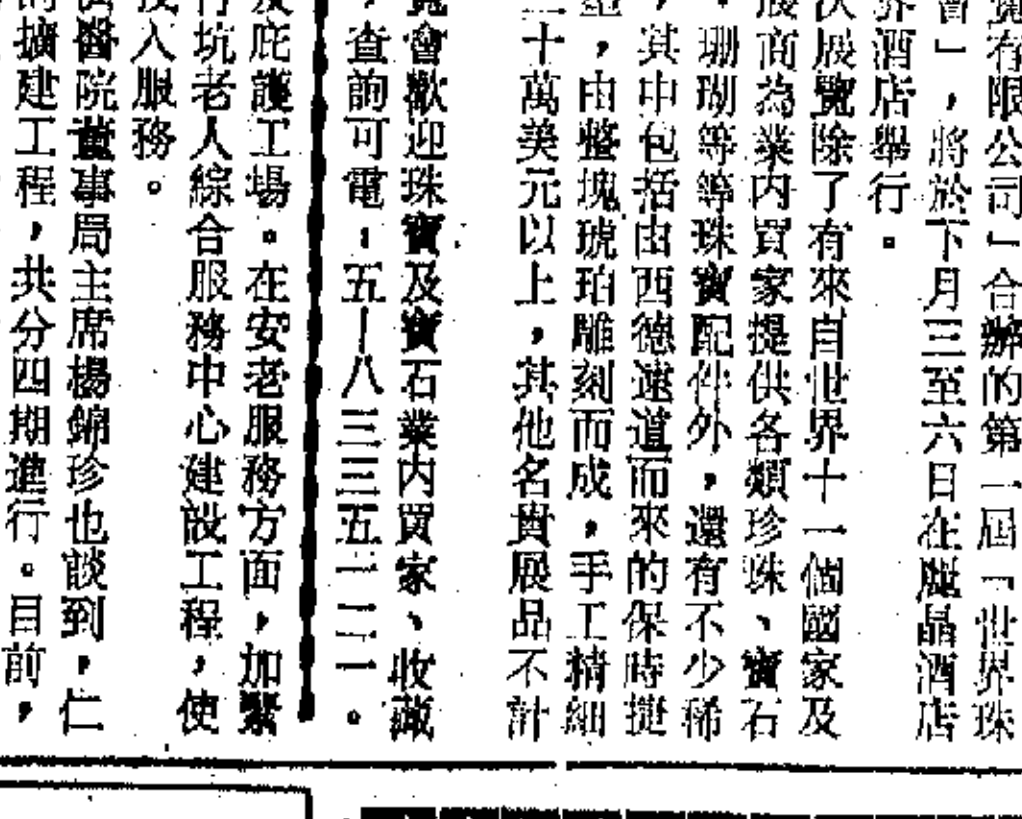 覽有限公司」合辦的第一屆「世界珠
會」，將於下月三至六日在麗晶酒店
界酒店舉行。
次展覽除了有來自世界十一個國家及
展商為業内買家提供各類珍珠、寶石
、珊瑚等等珠寶配件外，還有不少稀
，其中包括由西德遠道而來的保時捷
，由整塊琥珀雕刻而成，手工精細
三十萬美元以上，其他名貴展品不計
覽會歡迎珠寶及寶石業内買家、收藏
，查詢可電：五—八三三五二二一。
及庇護工場。在安老服務方面，加緊
行坑老人綜合服務中心建設工程，使
投入服務。
醫院董事局主席楊錦珍也談到，仁
的擴建工程，共分四期進行。目前，